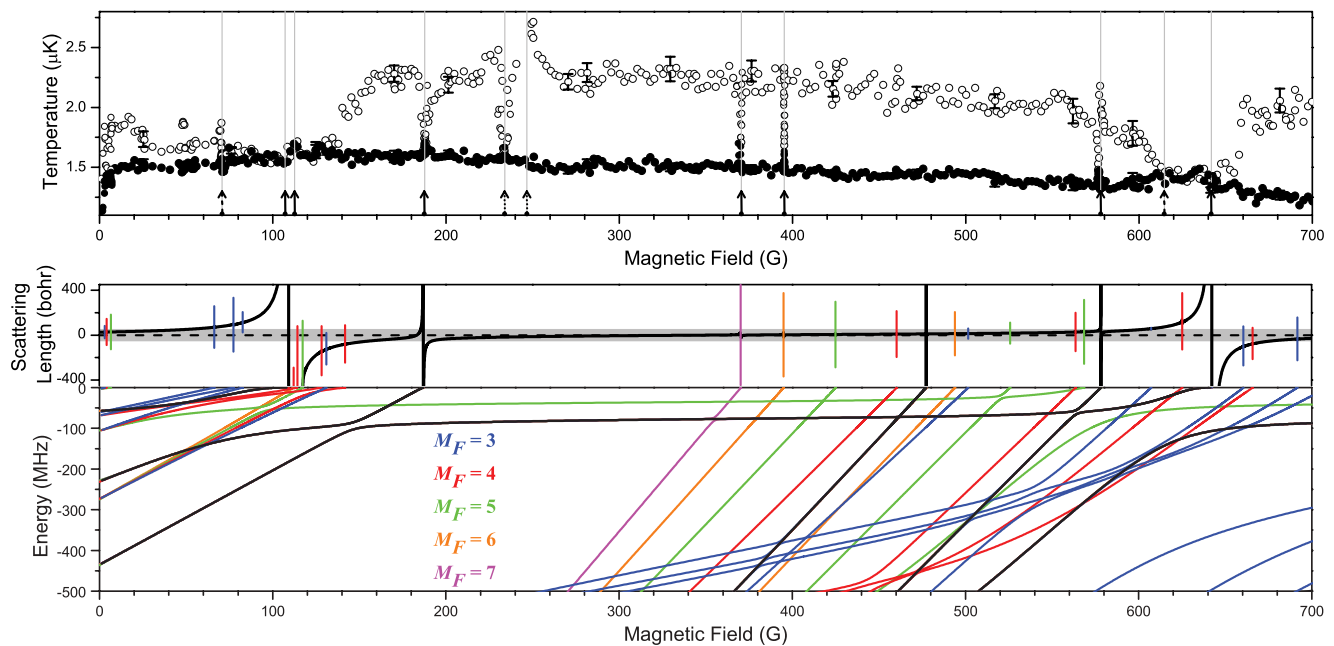 2.5
2.0
1.5
Temperature (μK)
0 100 200 300 400 500 600 700
Magnetic Field (G)
400
0
-400
Scattering
Length (bohr)
0
-100
-200
-300
-400
-500
Energy (MHz)
M_F = 3
M_F = 4
M_F = 5
M_F = 6
M_F = 7
0 100 200 300 400 500 600 700
Magnetic Field (G)